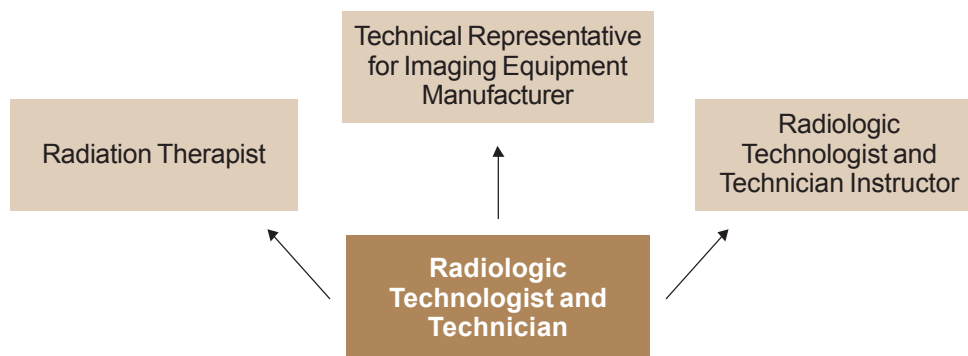 Technical Representative
for Imaging Equipment
Manufacturer
Radiation Therapist
Radiologic
Technologist and
Technician Instructor
Radiologic
Technologist and
Technician